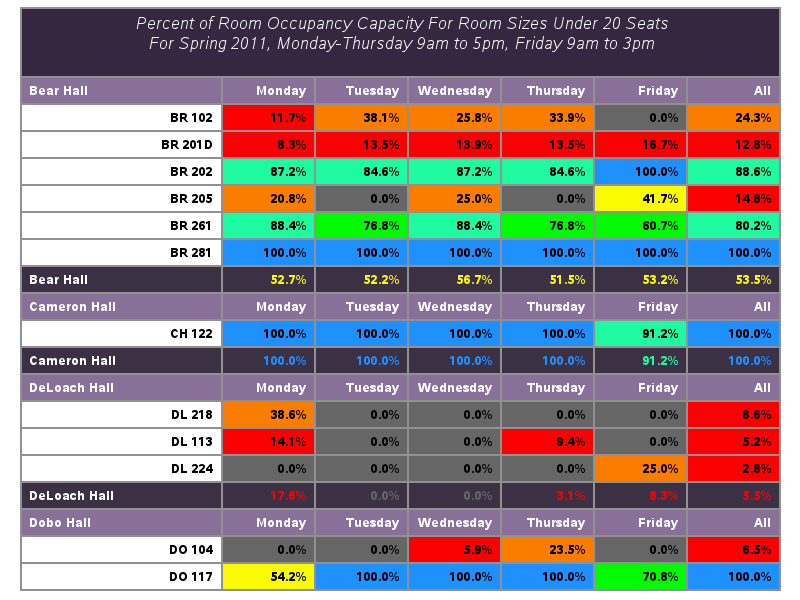 Percent of Room Occupancy Capacity For Room Sizes Under 20 Seats
For Spring 2011, Monday-Thursday 9am to 5pm, Friday 9am to 3pm
Bear Hall Monday Tuesday Wednesday Thursday Friday All
BR 102 11.7% 38.1% 25.8% 33.9% 0.0% 24.3%
BR 201D 8.3% 13.5% 13.9% 13.5% 16.7% 12.8%
BR 202 87.2% 84.6% 87.2% 84.6% 100.0% 88.6%
BR 205 20.8% 0.0% 25.0% 0.0% 41.7% 14.8%
BR 261 88.4% 76.8% 88.4% 76.8% 60.7% 80.2%
BR 281 100.0% 100.0% 100.0% 100.0% 100.0% 100.0%
Bear Hall 52.7% 52.2% 56.7% 51.5% 53.2% 53.5%
Cameron Hall Monday Tuesday Wednesday Thursday Friday All
CH 122 100.0% 100.0% 100.0% 100.0% 91.2% 100.0%
Cameron Hall 100.0% 100.0% 100.0% 100.0% 91.2% 100.0%
DeLoach Hall Monday Tuesday Wednesday Thursday Friday All
DL 218 38.6% 0.0% 0.0% 0.0% 0.0% 8.6%
DL 113 14.1% 0.0% 0.0% 9.4% 0.0% 5.2%
DL 224 0.0% 0.0% 0.0% 0.0% 25.0% 2.8%
DeLoach Hall 17.6% 0.0% 0.0% 3.1% 8.3% 5.5%
Dobo Hall Monday Tuesday Wednesday Thursday Friday All
DO 104 0.0% 0.0% 5.9% 23.5% 0.0% 6.5%
DO 117 54.2% 100.0% 100.0% 100.0% 70.8% 100.0%